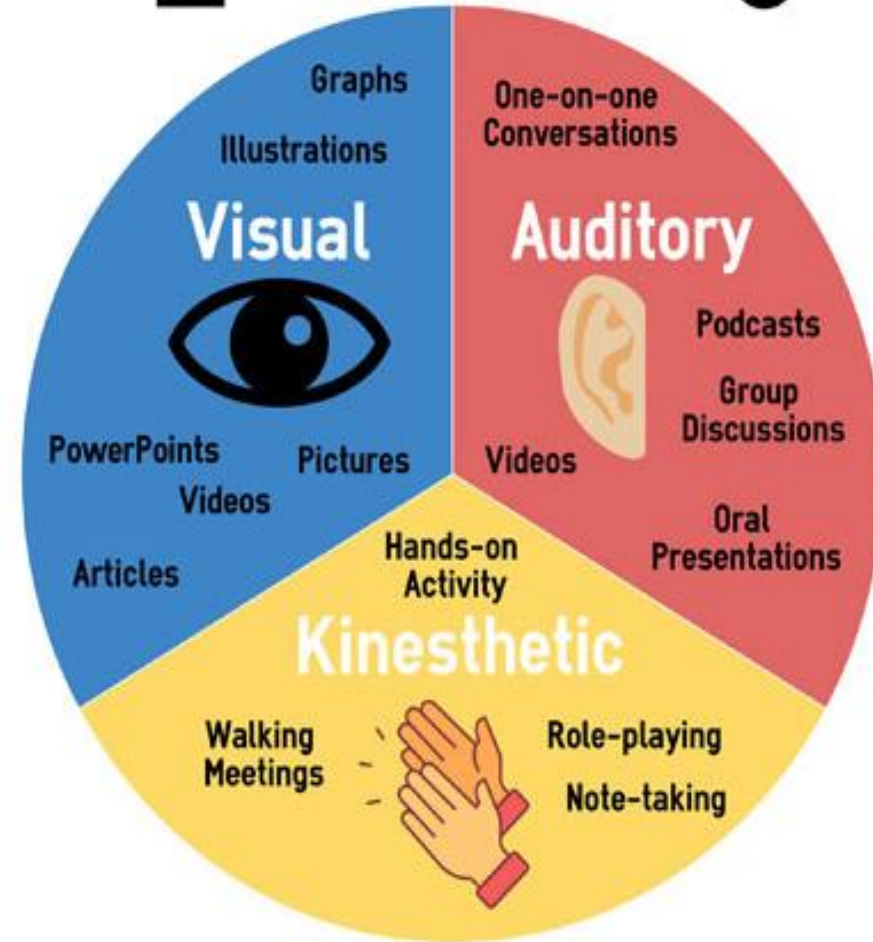 Graphs
Illustrations
Visual
PowerPoints
Pictures
Videos
Articles
One-on-one
Conversations
Auditory
Podcasts
Group
Discussions
Videos
Oral
Presentations
Hands-on
Activity
Kinesthetic
Walking
Meetings
Role-playing
Note-taking